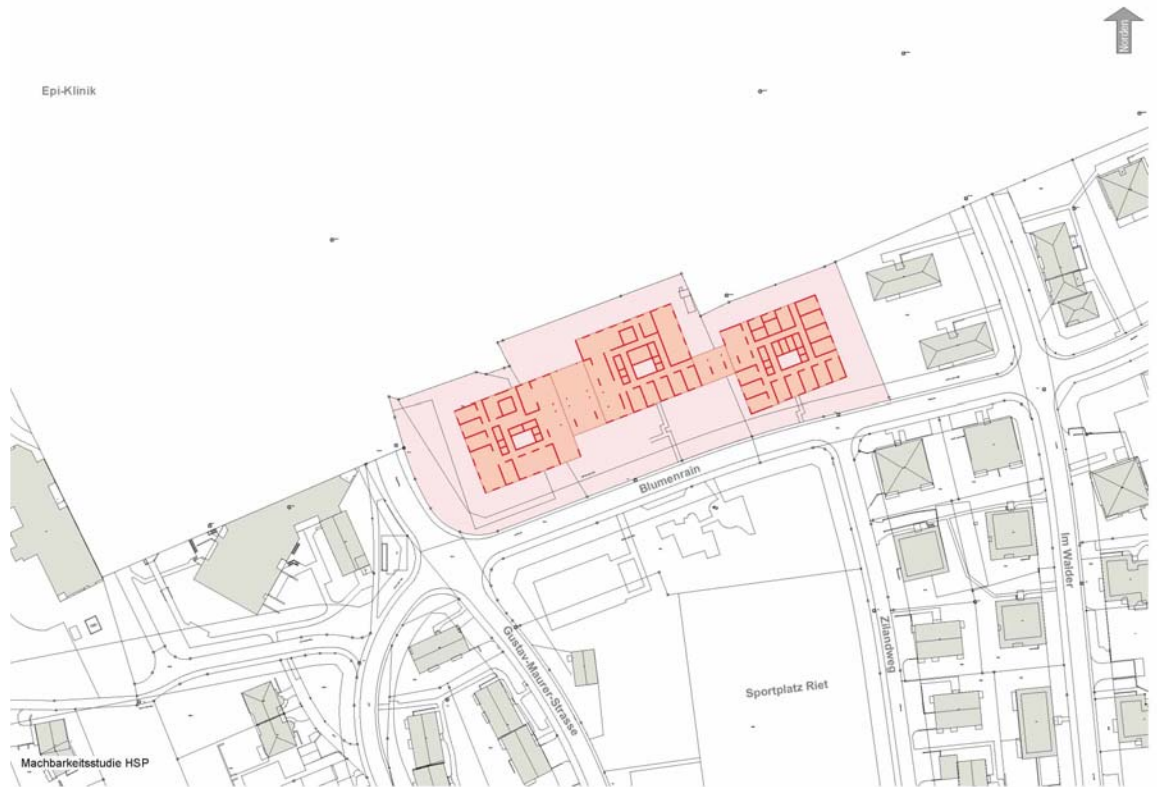 Norden
Epi-Klinik
Blumenrain
Im Walder
Gustav-Maurer-Strasse
Zilandweg
Sportplatz Riet
Machbarkeitsstudie HSP